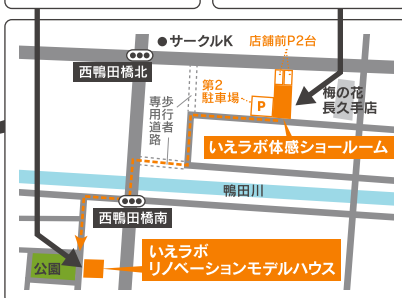 サークルK
店舗前P2台
西鴨田橋北
第2
駐車場
P
梅の花
長久手店
歩行者
専用道路
いえラボ体感ショールーム
鴨田川
西鴨田橋南
いえラボ
リノベーションモデルハウス
公園